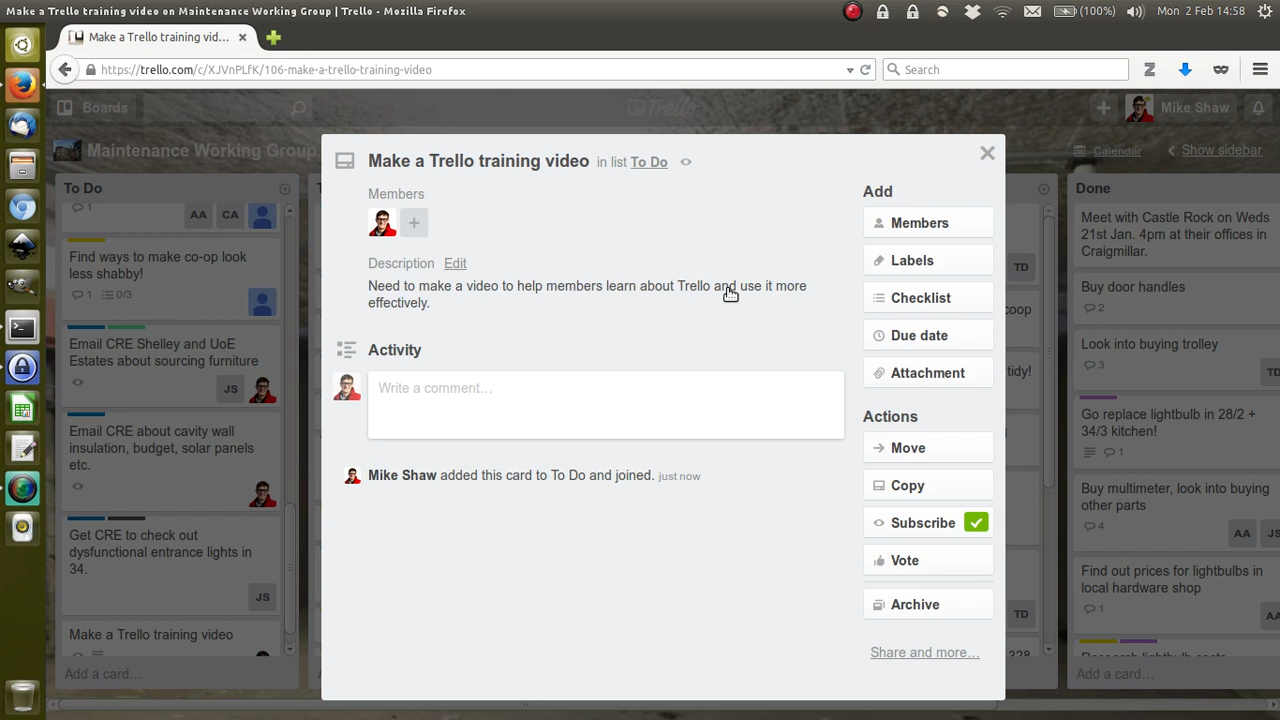 Make a Trello training video on Maintenance Working Group | Trello - Mozilla Firefox
(100%)
Mon 2 Feb 14:58
Make a Trello training vid...
https://trello.com/c/XJVnPLfK/106-make-a-trello-training-video
Search
Boards
Trello
Mike Shaw
Maintenance Working Group
Calendar
Show sidebar
To Do
1
AA
CA
Find ways to make co-op look
less shabby!
1
0/3
Email CRE Shelley and UoE
Estates about sourcing furniture
JS
Email CRE about cavity wall
insulation, budget, solar panels
etc.
Get CRE to check out
dysfunctional entrance lights in
34.
JS
Make a Trello training video
Add a card…
Make a Trello training video in list To Do
Members
Description Edit
Need to make a video to help members learn about Trello and use it more
effectively.
Activity
Write a comment…
Mike Shaw added this card to To Do and joined. just now
Add
Members
Labels
Checklist
Due date
Attachment
Actions
Move
Copy
Subscribe
Vote
Archive
Share and more…
TD
coop
tidy!
TD
328
Done
Meet with Castle Rock on Weds
21st Jan. 4pm at their offices in
Craigmillar.
Buy door handles
2
Look into buying trolley
3
TD
Go replace lightbulb in 28/2 +
34/3 kitchen!
1
Buy multimeter, look into buying
other parts
4
AA
JS
Find out prices for lightbulbs in
local hardware shop
1
AA
Research lightbulb costs
Add a card…